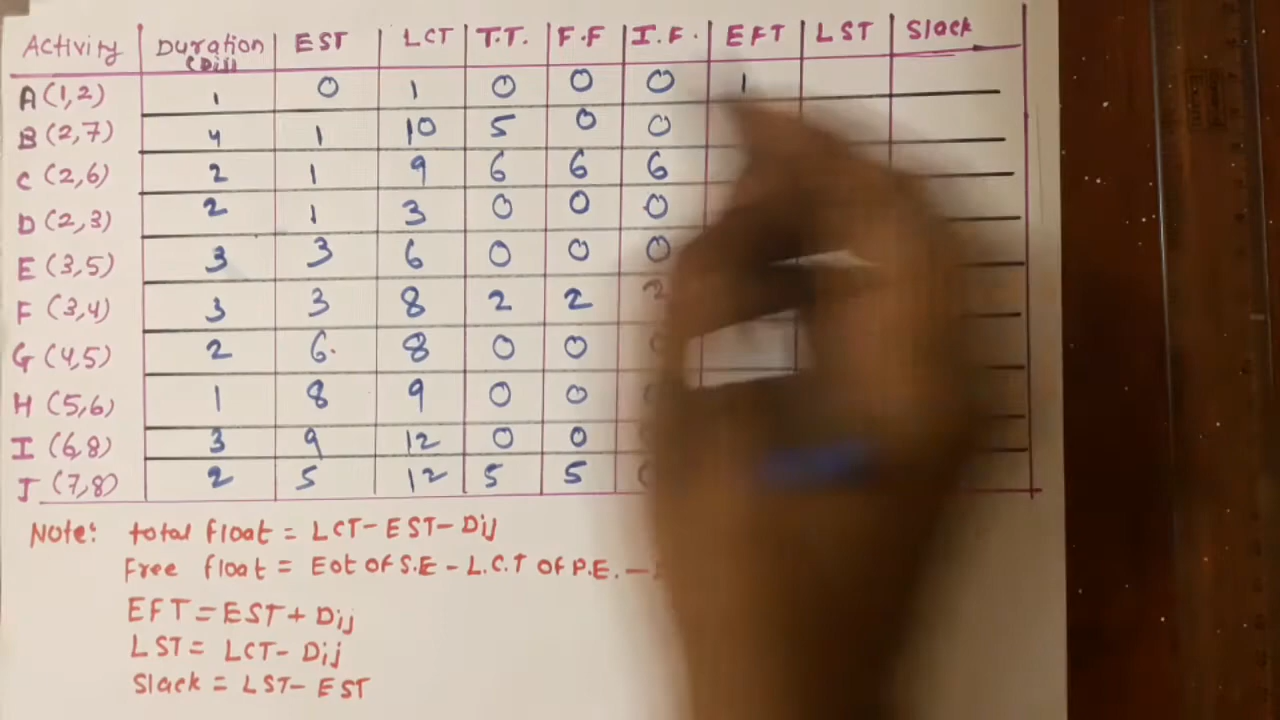 Activity Duration (Dij) EST LCT T.T. F.F I.F. EFT LST Slack
A (1,2) 1 0 1 0 0 0 1
B (2,7) 4 1 10 5 0 0
C (2,6) 2 1 9 6 6 6
D (2,3) 2 1 3 0 0 0
E (3,5) 3 3 6 0 0 0
F (3,4) 3 3 8 2 2 2
G (4,5) 2 6. 8 0 0
H (5,6) 1 8 9 0 0
I (6,8) 3 9 12 0 0
J (7,8) 2 5 12 5 5
Note: total float = LCT - EST - Dij
Free float = Eot of S.E - L.C.T Of P.E. -
EFT = EST + Dij
LST = LCT - Dij
Slack = LST - EST